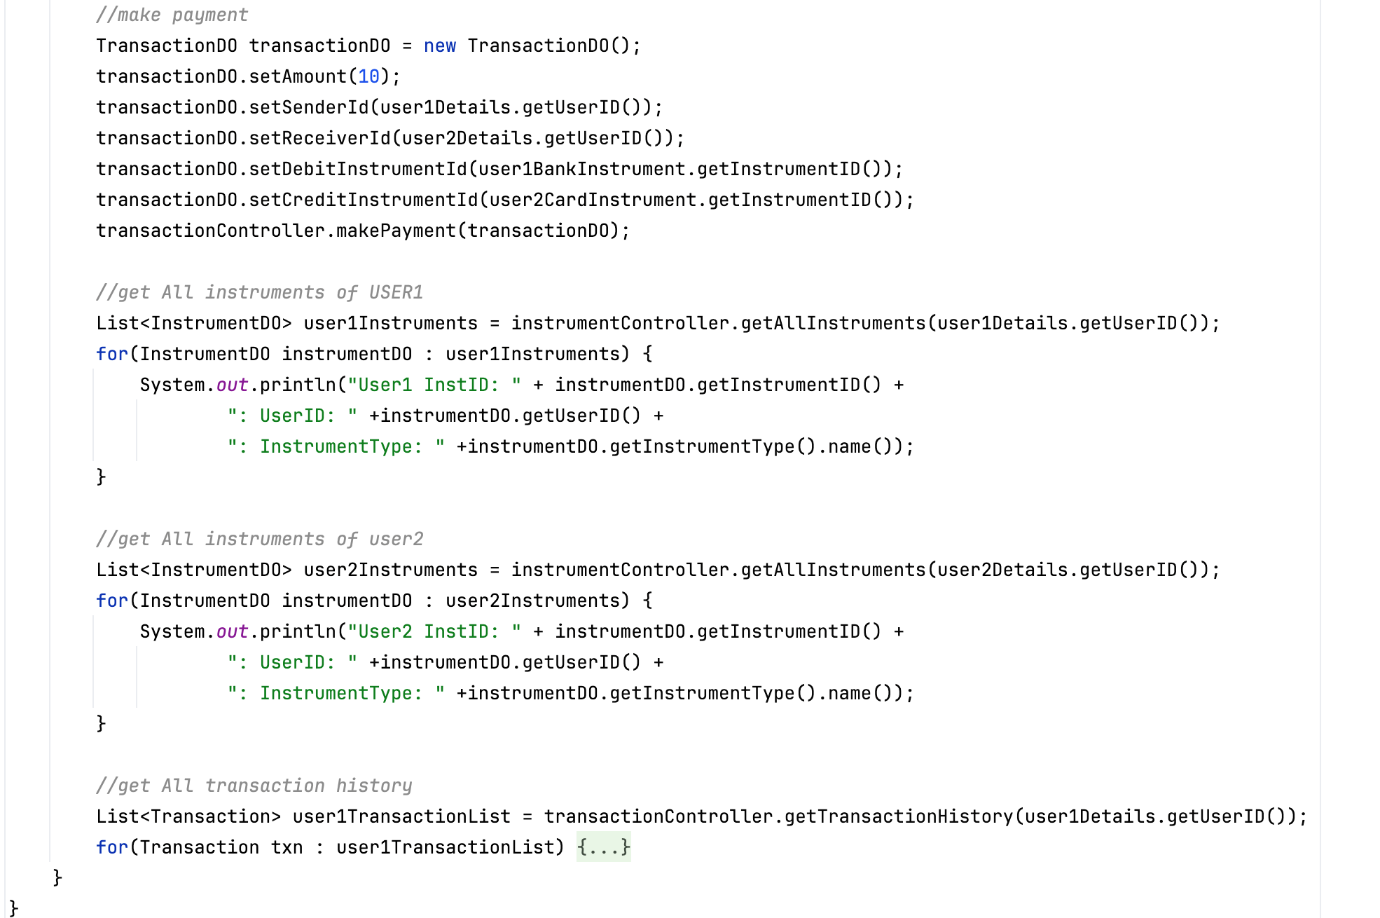 //make payment
TransactionDO transactionDO = new TransactionDO();
transactionDO.setAmount(10);
transactionDO.setSenderId(user1Details.getUserID());
transactionDO.setReceiverId(user2Details.getUserID());
transactionDO.setDebitInstrumentId(user1BankInstrument.getInstrumentID());
transactionDO.setCreditInstrumentId(user2CardInstrument.getInstrumentID());
transactionController.makePayment(transactionDO);
//get All instruments of USER1
List<InstrumentDO> user1Instruments = instrumentController.getAllInstruments(user1Details.getUserID());
for(InstrumentDO instrumentDO : user1Instruments) {
System.out.println("User1 InstID: " + instrumentDO.getInstrumentID() +
": UserID: " +instrumentDO.getUserID() +
": InstrumentType: " +instrumentDO.getInstrumentType().name());
}
//get All instruments of user2
List<InstrumentDO> user2Instruments = instrumentController.getAllInstruments(user2Details.getUserID());
for(InstrumentDO instrumentDO : user2Instruments) {
System.out.println("User2 InstID: " + instrumentDO.getInstrumentID() +
": UserID: " +instrumentDO.getUserID() +
": InstrumentType: " +instrumentDO.getInstrumentType().name());
}
//get All transaction history
List<Transaction> user1TransactionList = transactionController.getTransactionHistory(user1Details.getUserID());
for(Transaction txn : user1TransactionList) {...}
}
}